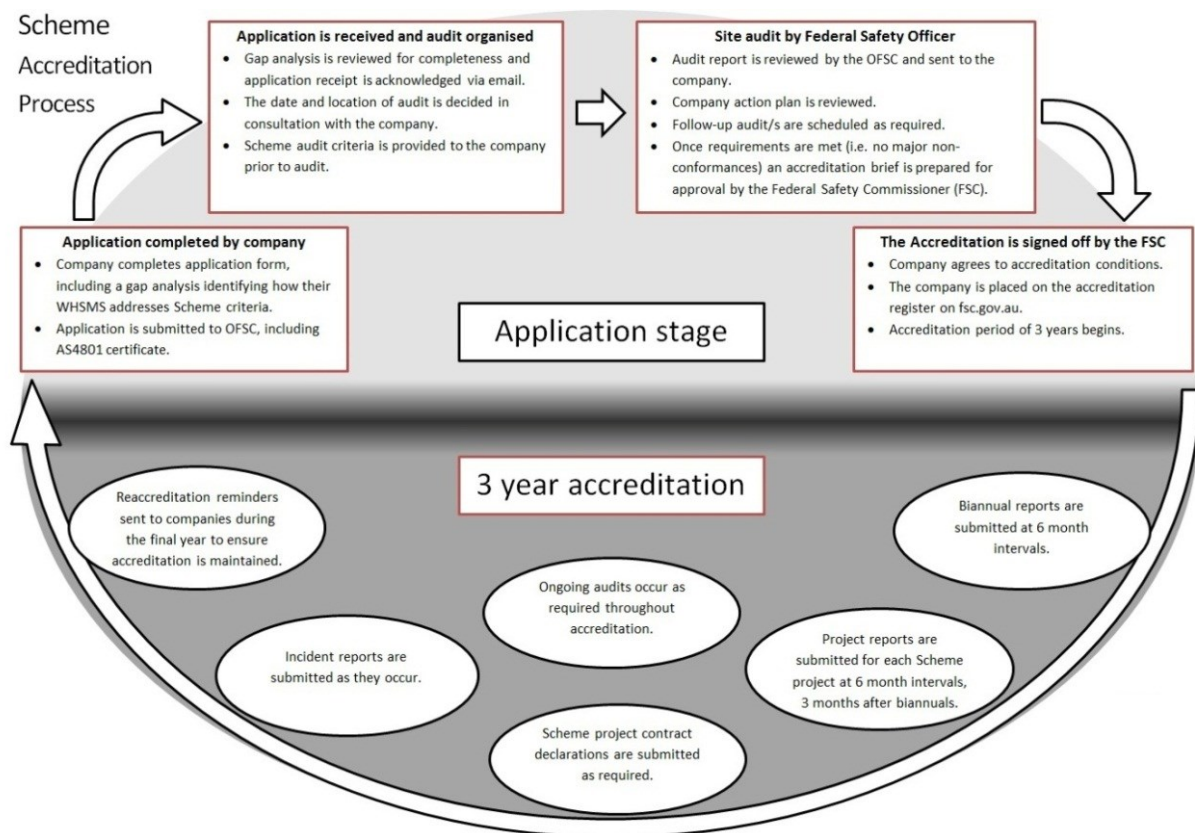 Scheme
Accreditation
Process
Application is received and audit organised
• Gap analysis is reviewed for completeness and
application receipt is acknowledged via email.
• The date and location of audit is decided in
consultation with the company.
• Scheme audit criteria is provided to the company
prior to audit.
Site audit by Federal Safety Officer
• Audit report is reviewed by the OFSC and sent to the
company.
• Company action plan is reviewed.
• Follow-up audit/s are scheduled as required.
• Once requirements are met (i.e. no major non-
conformances) an accreditation brief is prepared for
approval by the Federal Safety Commissioner (FSC).
Application completed by company
• Company completes application form,
including a gap analysis identifying how their
WHSMS addresses Scheme criteria.
• Application is submitted to OFSC, including
AS4801 certificate.
The Accreditation is signed off by the FSC
• Company agrees to accreditation conditions.
• The company is placed on the accreditation
register on fsc.gov.au.
• Accreditation period of 3 years begins.
Application stage
3 year accreditation
Reaccreditation reminders
sent to companies during
the final year to ensure
accreditation is maintained.
Biannual reports are
submitted at 6 month
intervals.
Ongoing audits occur as
required throughout
accreditation.
Incident reports are
submitted as they occur.
Project reports are
submitted for each Scheme
project at 6 month intervals,
3 months after biannuals.
Scheme project contract
declarations are submitted
as required.